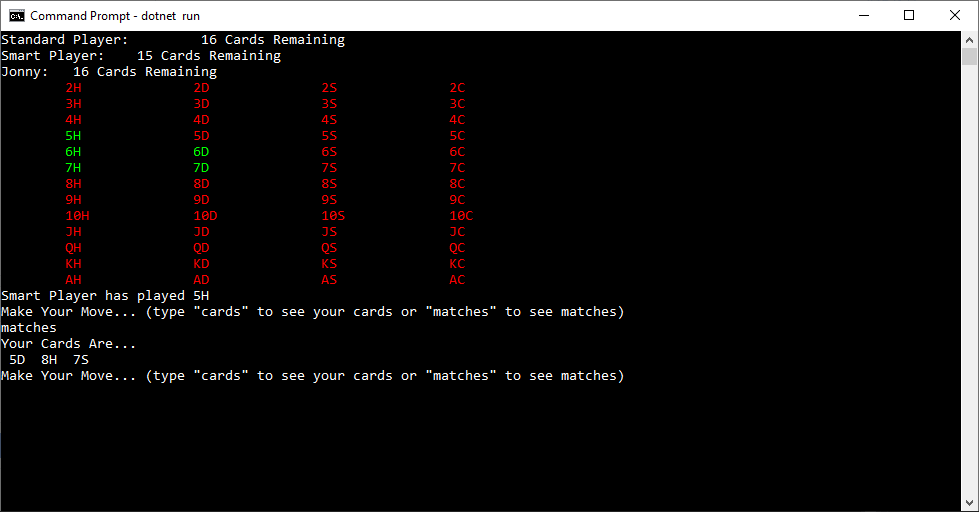 Command Prompt - dotnet run
Standard Player: 16 Cards Remaining
Smart Player: 15 Cards Remaining
Jonny: 16 Cards Remaining
2H 2D 2S 2C
3H 3D 3S 3C
4H 4D 4S 4C
5H 5D 5S 5C
6H 6D 6S 6C
7H 7D 7S 7C
8H 8D 8S 8C
9H 9D 9S 9C
10H 10D 10S 10C
JH JD JS JC
QH QD QS QC
KH KD KS KC
AH AD AS AC
Smart Player has played 5H
Make Your Move... (type "cards" to see your cards or "matches" to see matches)
matches
Your Cards Are...
5D 8H 7S
Make Your Move... (type "cards" to see your cards or "matches" to see matches)